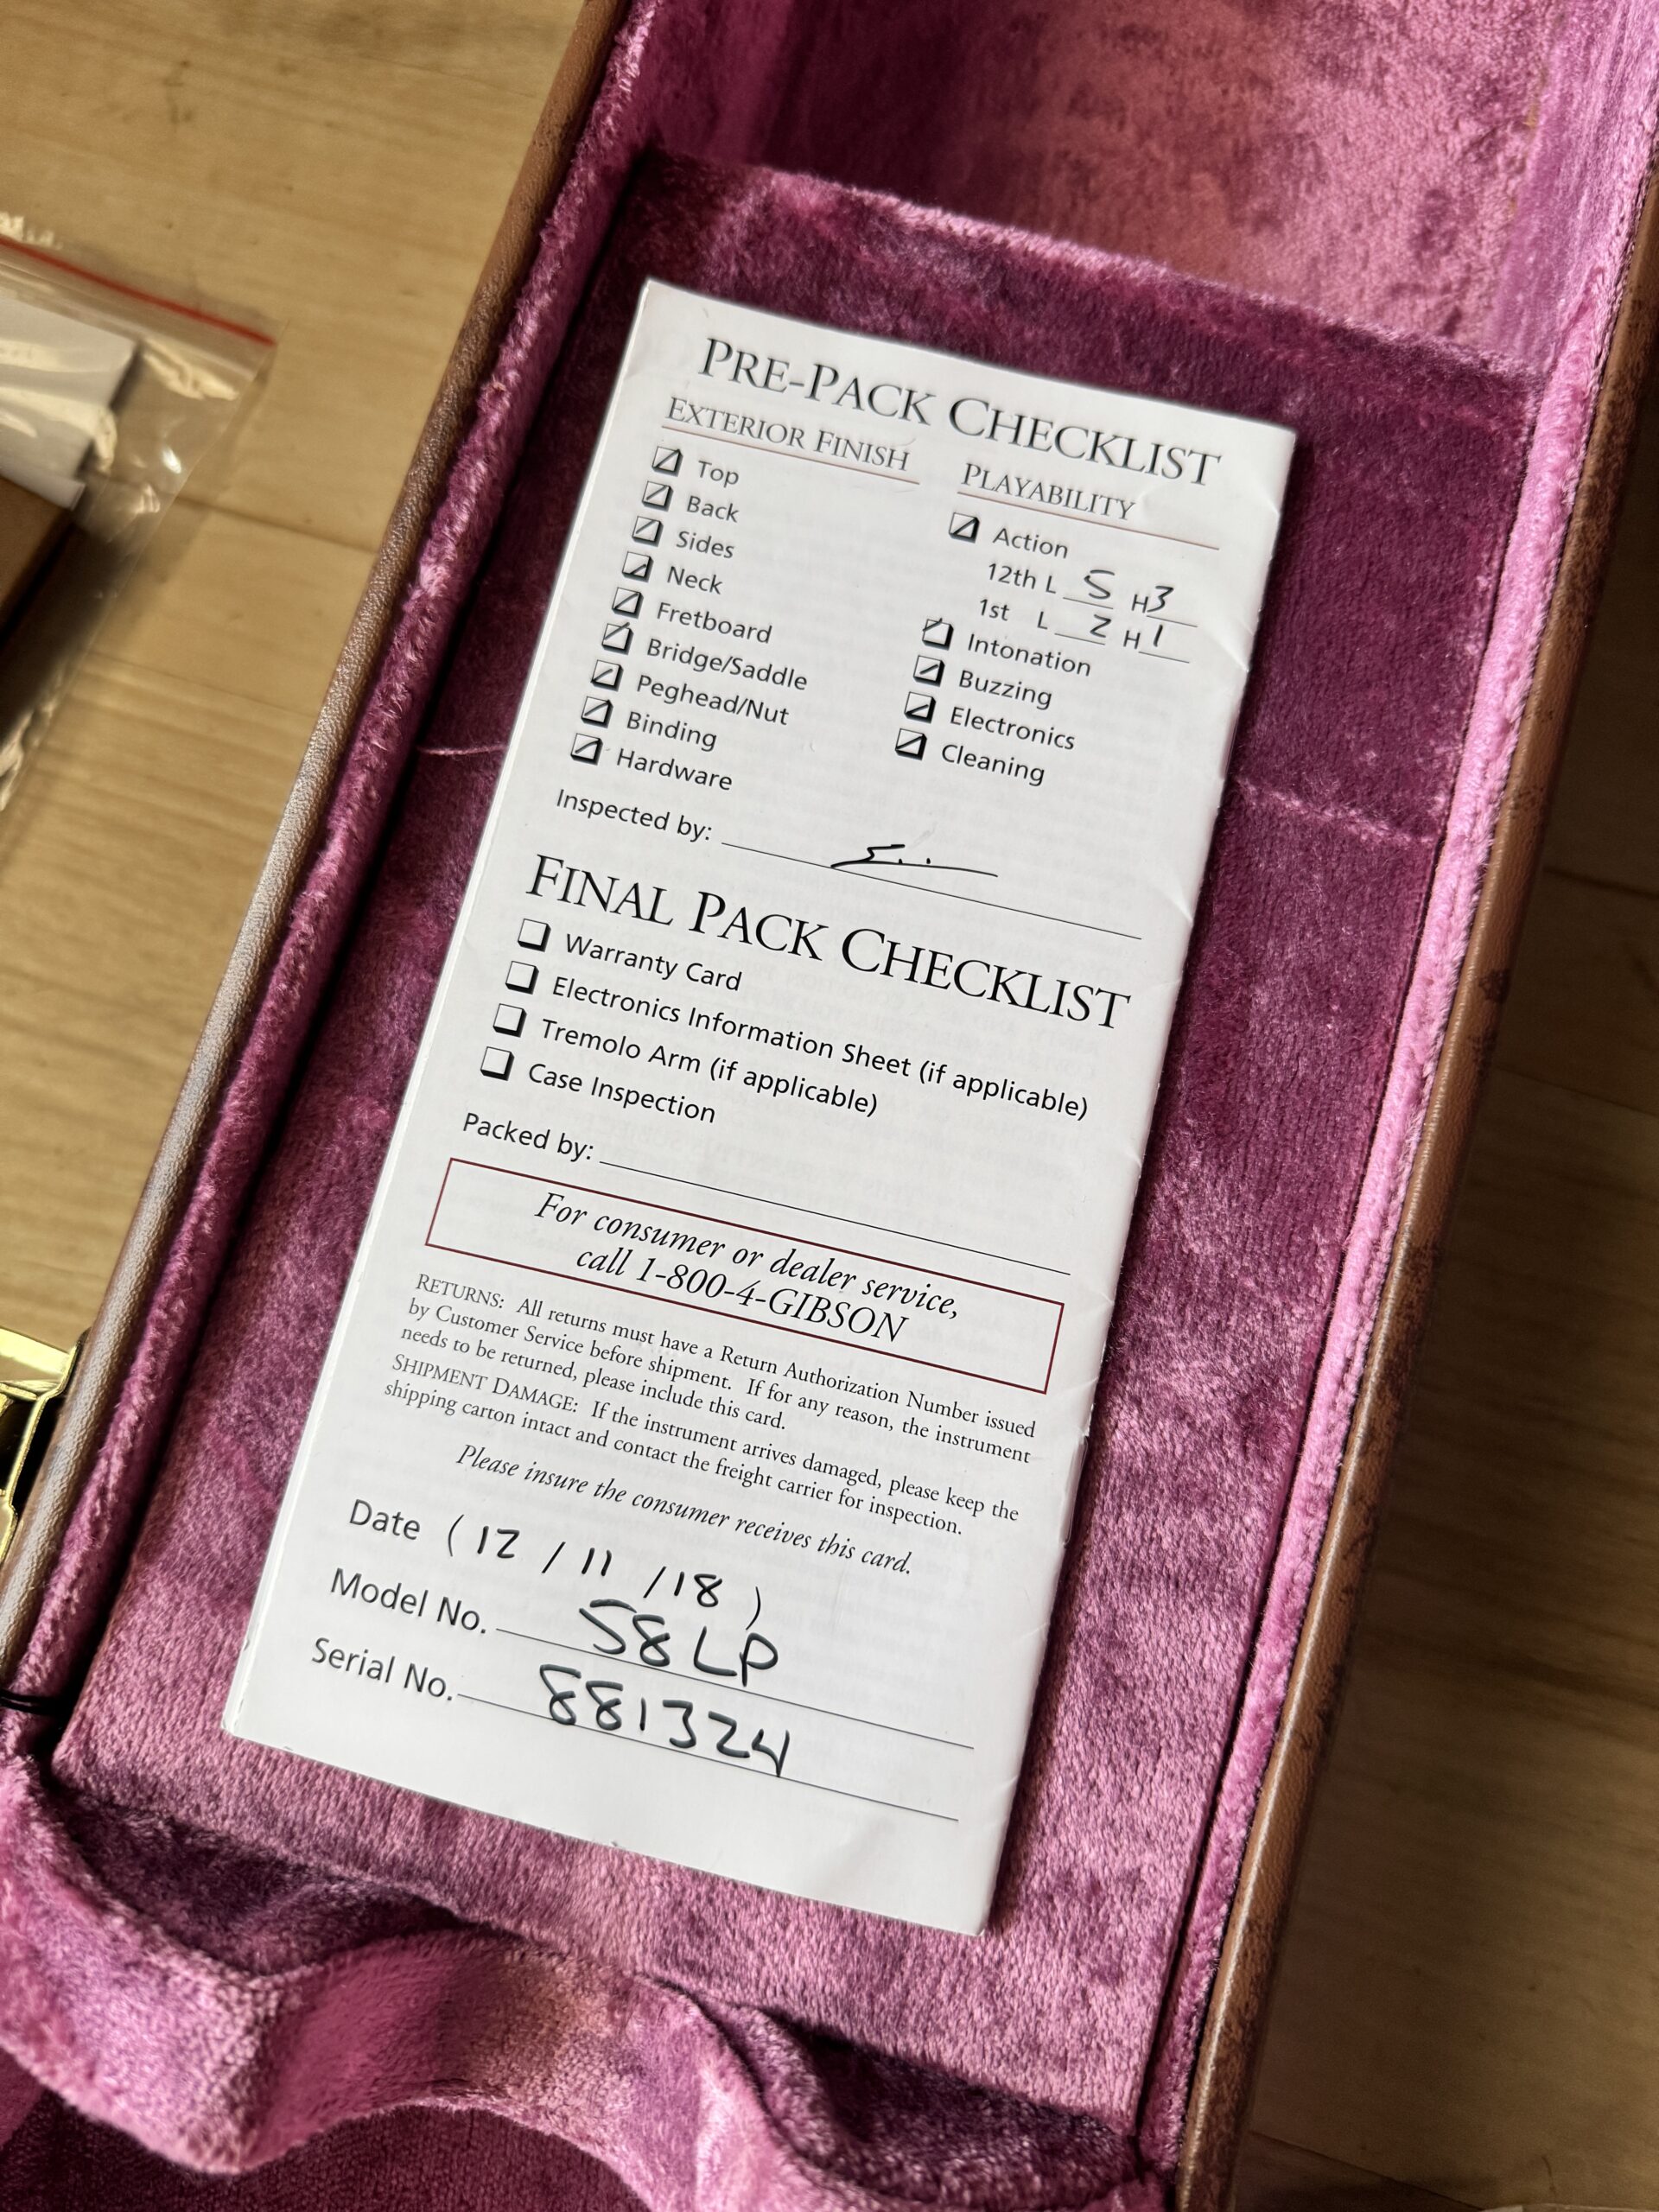 PRE-PACK CHECKLIST
EXTERIOR FINISH
Top
Back
Sides
Neck
Fretboard
Bridge/Saddle
Peghead/Nut
Binding
Hardware
PLAYABILITY
Action
12th L 5 H3
1st L 2 H1
Intonation
Buzzing
Electronics
Cleaning
Inspected by:
FINAL PACK CHECKLIST
Warranty Card
Electronics Information Sheet (if applicable)
Tremolo Arm (if applicable)
Case Inspection
Packed by:
For consumer or dealer service,
call 1-800-4-GIBSON
RETURNS: All returns must have a Return Authorization Number issued
by Customer Service before shipment. If for any reason, the instrument
needs to be returned, please include this card.
SHIPMENT DAMAGE: If the instrument arrives damaged, please keep the
shipping carton intact and contact the freight carrier for inspection.
Please insure the consumer receives this card.
Date (12/11/18)
Model No. 58LP
Serial No. 881324